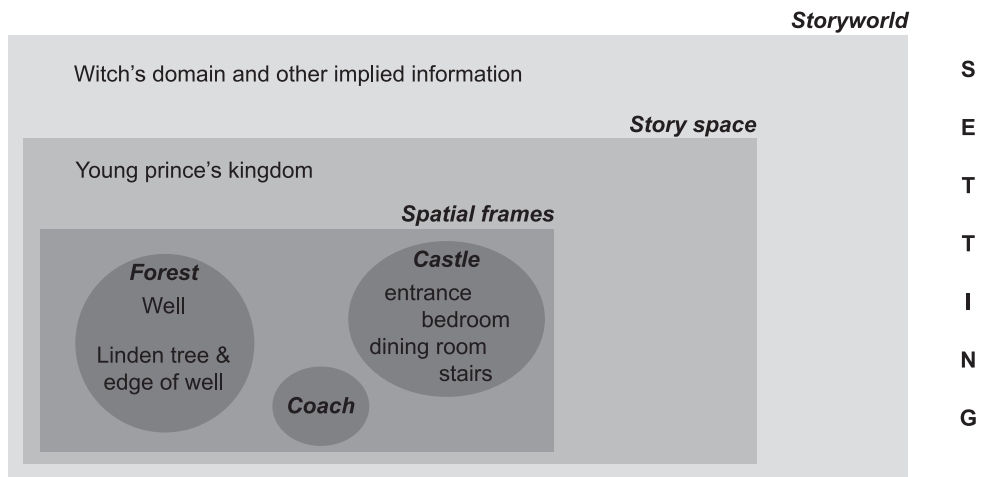 Storyworld
Witch's domain and other implied information
Story space
Young prince's kingdom
Spatial frames
Forest
Well
Linden tree &
edge of well
Castle
entrance
bedroom
dining room
stairs
Coach
S
E
T
T
I
N
G